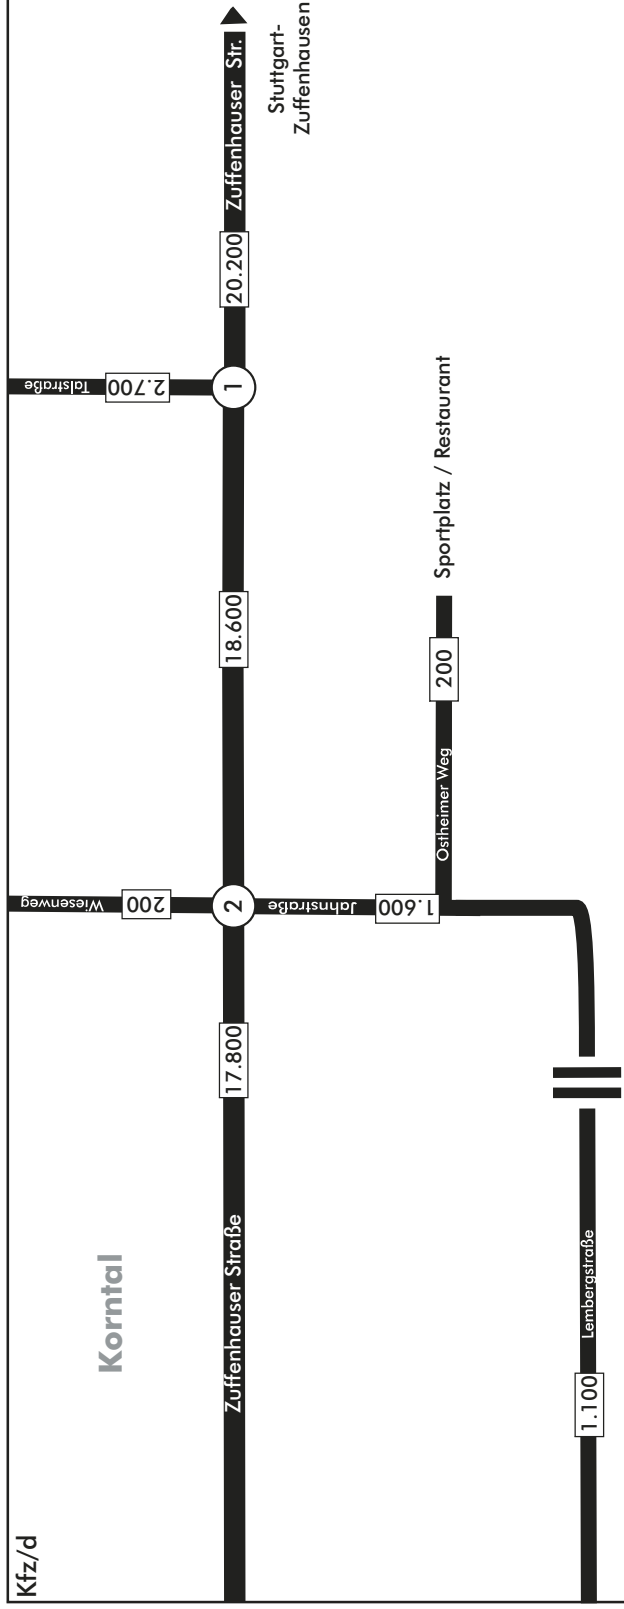 Kfz/d
Korntal
Wiesenweg
200
Talstraße
2.700
Zuffenhauser Straße
17.800
2
18.600
1
20.200
Zuffenhauser Str.
Stuttgart-
Zuffenhausen
Jahnstraße
1.600
Ostheimer Weg
200
Sportplatz / Restaurant
1.100
Lembergstraße